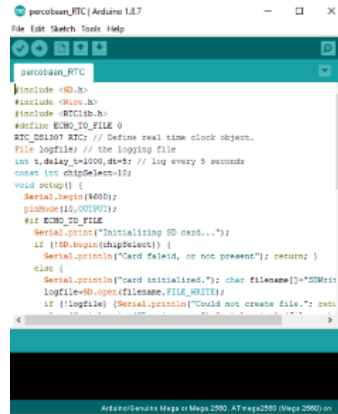 percobaan_RTC | Arduino 1.8.7
File Edit Sketch Tools Help
percobaan_RTC
#include <SD.h>
#include <Wire.h>
#include <RTClib.h>
#define ECHO_TO_FILE 0
RTC_DS1307 RTC; // Define real time clock object.
File logfile; // the logging file
int t,delay_t=1000,dt=5; // log every 5 seconds
const int chipSelect=10;
void setup() {
Serial.begin(9600);
pinMode(10,OUTPUT);
#if ECHO_TO_FILE
Serial.print("Initializing SD card...");
if (!SD.begin(chipSelect)) {
Serial.println("Card faleid, or not present"); return; }
else {
Serial.println("card initialized."); char filename[]="SDWrit
logfile=SD.open(filename,FILE_WRITE);
if (!logfile) {Serial.println("Could not create file."); retu
Arduino/Genuino Mega or Mega 2560, ATmega2560 (Mega 2560) on